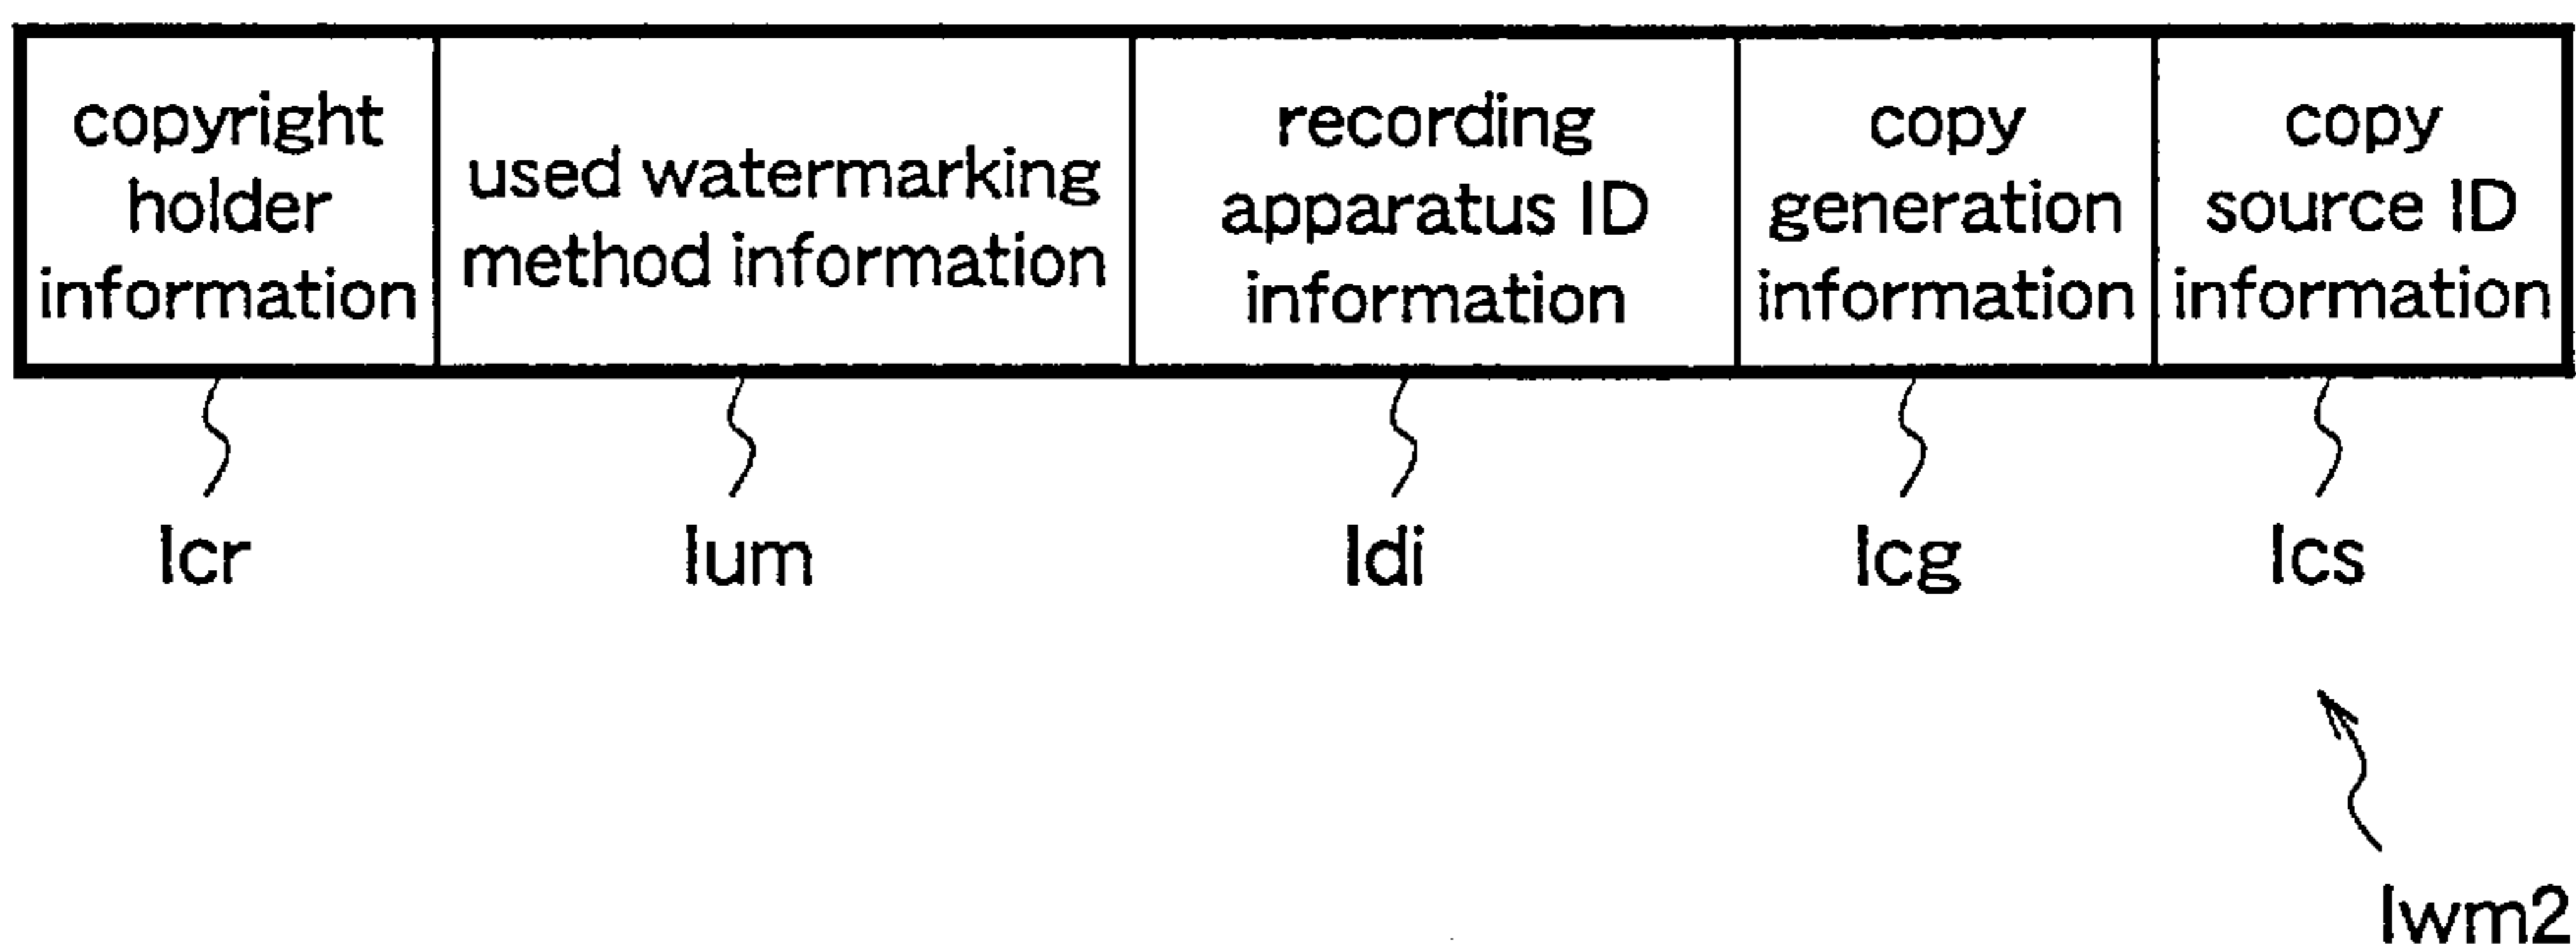 copyright
holder
information
used watermarking
method information
recording
apparatus ID
information
copy
generation
information
copy
source ID
information
Icr
Ium
Idi
Icg
Ics
Iwm2